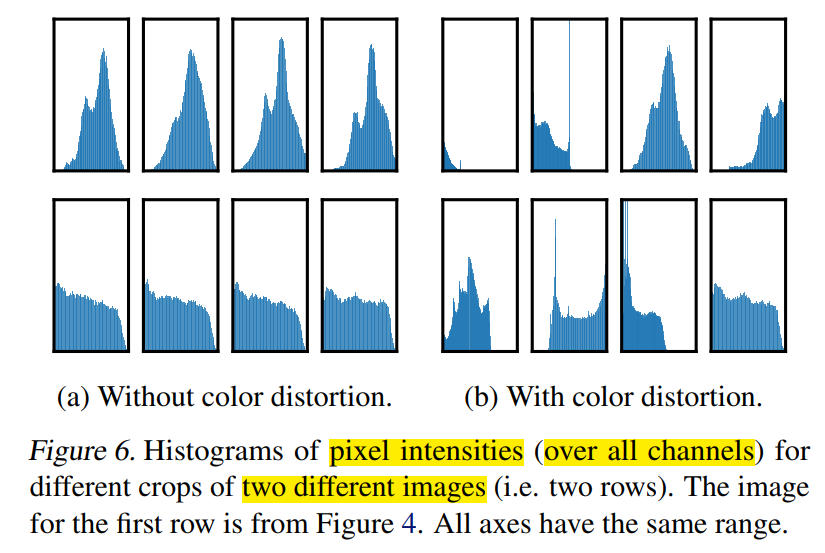 (a) Without color distortion.
(b) With color distortion.
Figure 6. Histograms of pixel intensities (over all channels) for
different crops of two different images (i.e. two rows). The image
for the first row is from Figure 4. All axes have the same range.